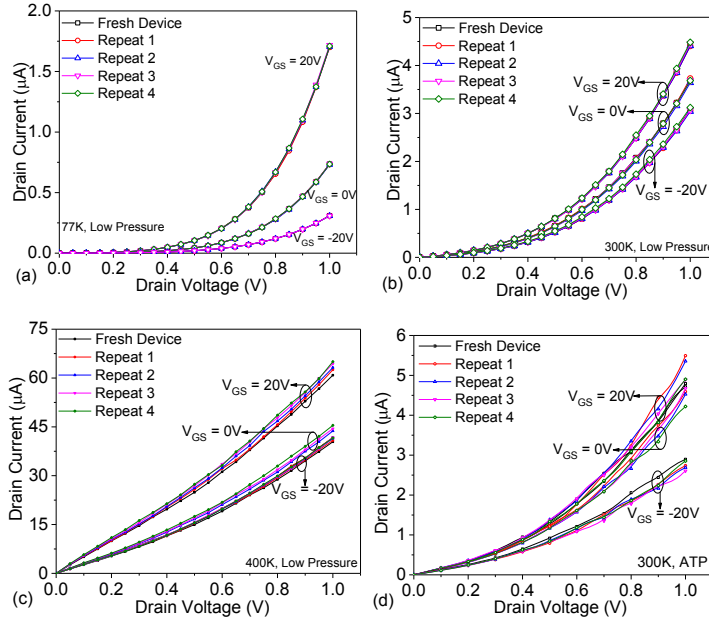 Fresh Device
Repeat 1
Repeat 2
Repeat 3
Repeat 4
V_GS = 20V
V_GS = 0V
V_GS = -20V
77K, Low Pressure
2.0
1.5
1.0
0.5
0.0
0.0 0.2 0.4 0.6 0.8 1.0
Drain Current (µA)
Drain Voltage (V)
(a)
Fresh Device
Repeat 1
Repeat 2
Repeat 3
Repeat 4
V_GS = 20V
V_GS = 0V
V_GS = -20V
300K, Low Pressure
5
4
3
2
1
0
0.0 0.2 0.4 0.6 0.8 1.0
Drain Current (µA)
Drain Voltage (V)
(b)
Fresh Device
Repeat 1
Repeat 2
Repeat 3
Repeat 4
V_GS = 20V
V_GS = 0V
V_GS = -20V
400K, Low Pressure
75
60
45
30
15
0
0.0 0.2 0.4 0.6 0.8 1.0
Drain Current (µA)
Drain Voltage (V)
(c)
Fresh Device
Repeat 1
Repeat 2
Repeat 3
Repeat 4
V_GS = 20V
V_GS = 0V
V_GS = -20V
300K, ATP
6
5
4
3
2
1
0
0.0 0.2 0.4 0.6 0.8 1.0
Drain Current (µA)
Drain Voltage (V)
(d)